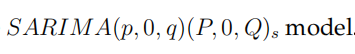 SARIMA(p, 0, q)(P, 0, Q)ₛ model.